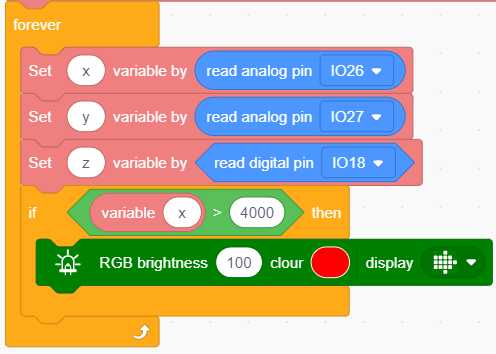 forever
Set x variable by read analog pin IO26
Set y variable by read analog pin IO27
Set z variable by read digital pin IO18
if variable x > 4000 then
RGB brightness 100 clour display